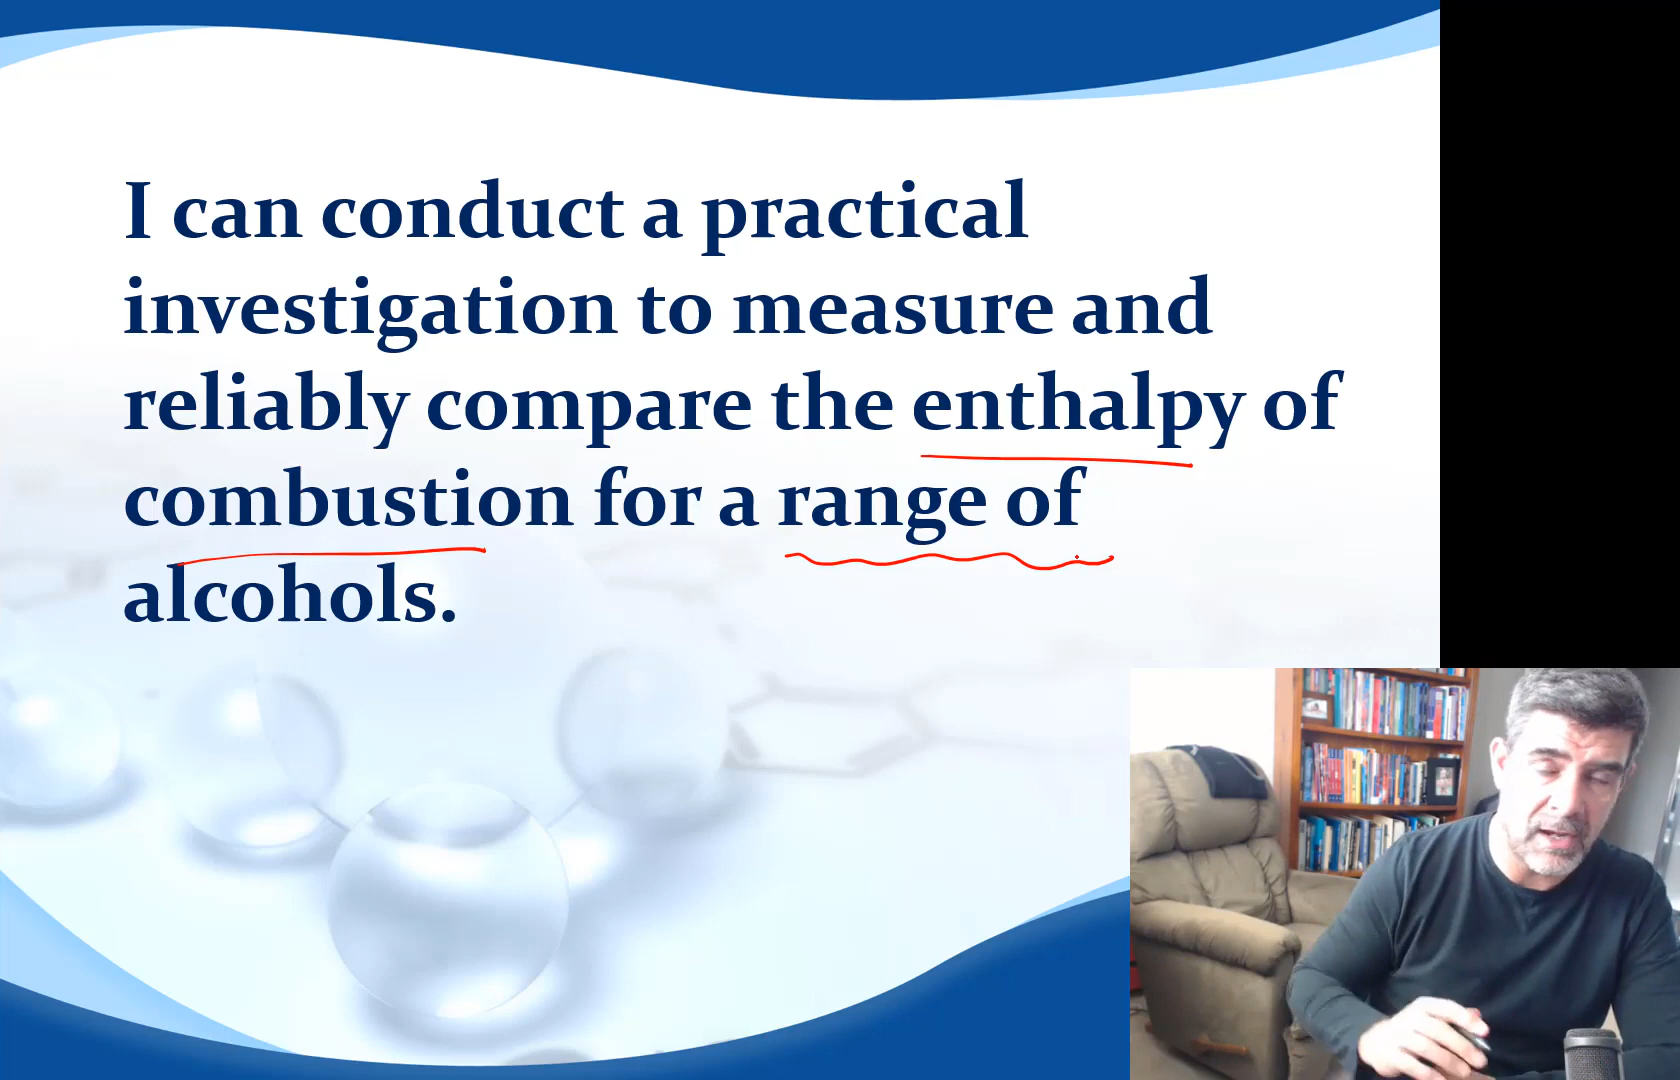 I can conduct a practical
investigation to measure and
reliably compare the enthalpy of
combustion for a range of
alcohols.